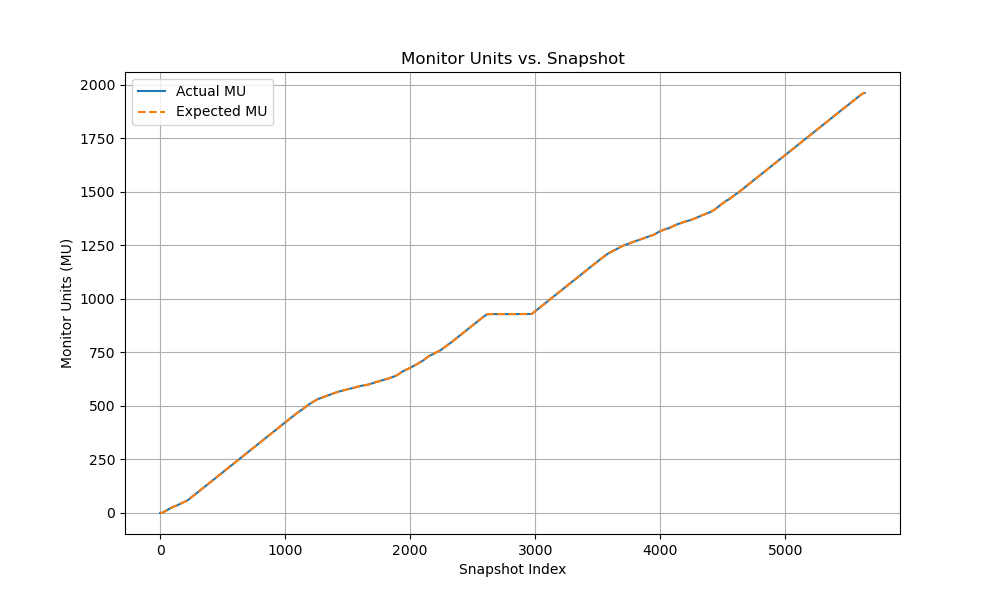 Monitor Units vs. Snapshot
Actual MU
Expected MU
2000
1750
1500
1250
1000
750
500
250
0
Monitor Units (MU)
0 1000 2000 3000 4000 5000
Snapshot Index